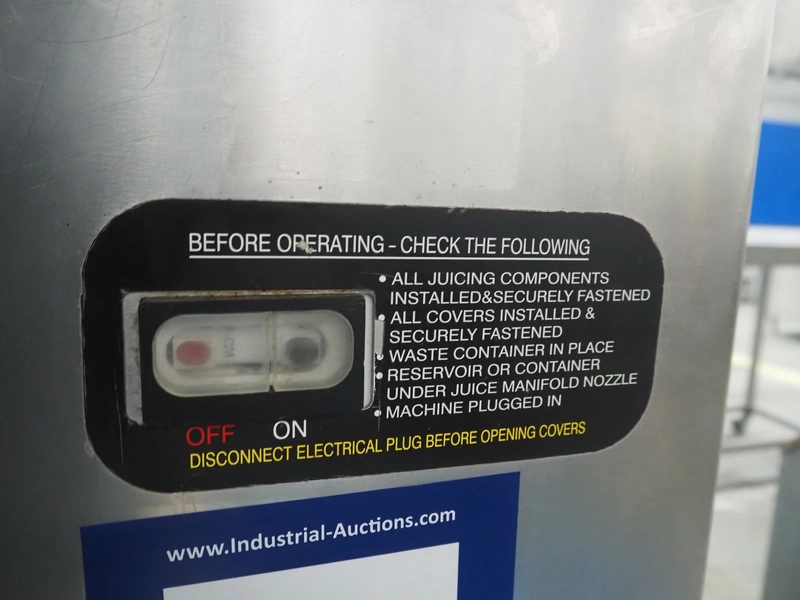 BEFORE OPERATING - CHECK THE FOLLOWING
• ALL JUICING COMPONENTS
INSTALLED&SECURELY FASTENED
• ALL COVERS INSTALLED &
SECURELY FASTENED
• WASTE CONTAINER IN PLACE
• RESERVOIR OR CONTAINER
UNDER JUICE MANIFOLD NOZZLE
• MACHINE PLUGGED IN
OFF ON
DISCONNECT ELECTRICAL PLUG BEFORE OPENING COVERS
www.Industrial-Auctions.com